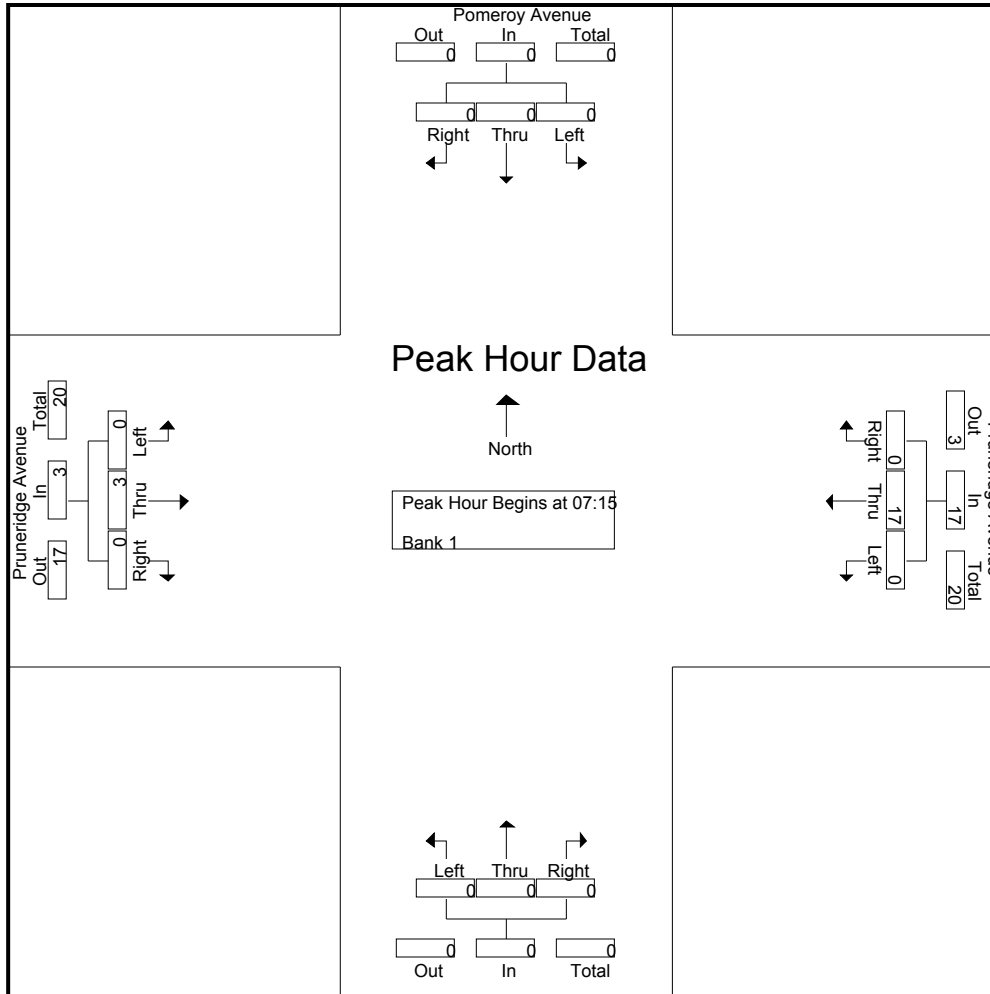 Pomeroy Avenue
Out In Total
0 0 0
0 0 0
Right Thru Left
Peak Hour Data
North
Peak Hour Begins at 07:15
Bank 1
Pruneridge Avenue
Total In Out
20 3 17
0 3 0
Left Thru Right
Right Thru Left
0 17 0
3 17 20
Out In Total
Left Thru Right
0 0 0
0 0 0
Out In Total